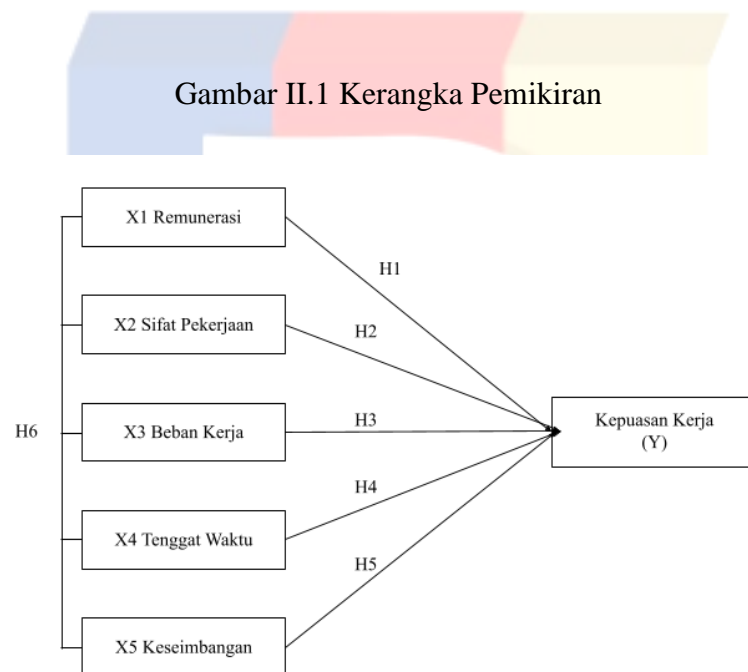 Gambar II.1 Kerangka Pemikiran
X1 Remunerasi
H1
X2 Sifat Pekerjaan
H2
H6
X3 Beban Kerja
H3
Kepuasan Kerja
(Y)
X4 Tenggat Waktu
H4
X5 Keseimbangan
H5